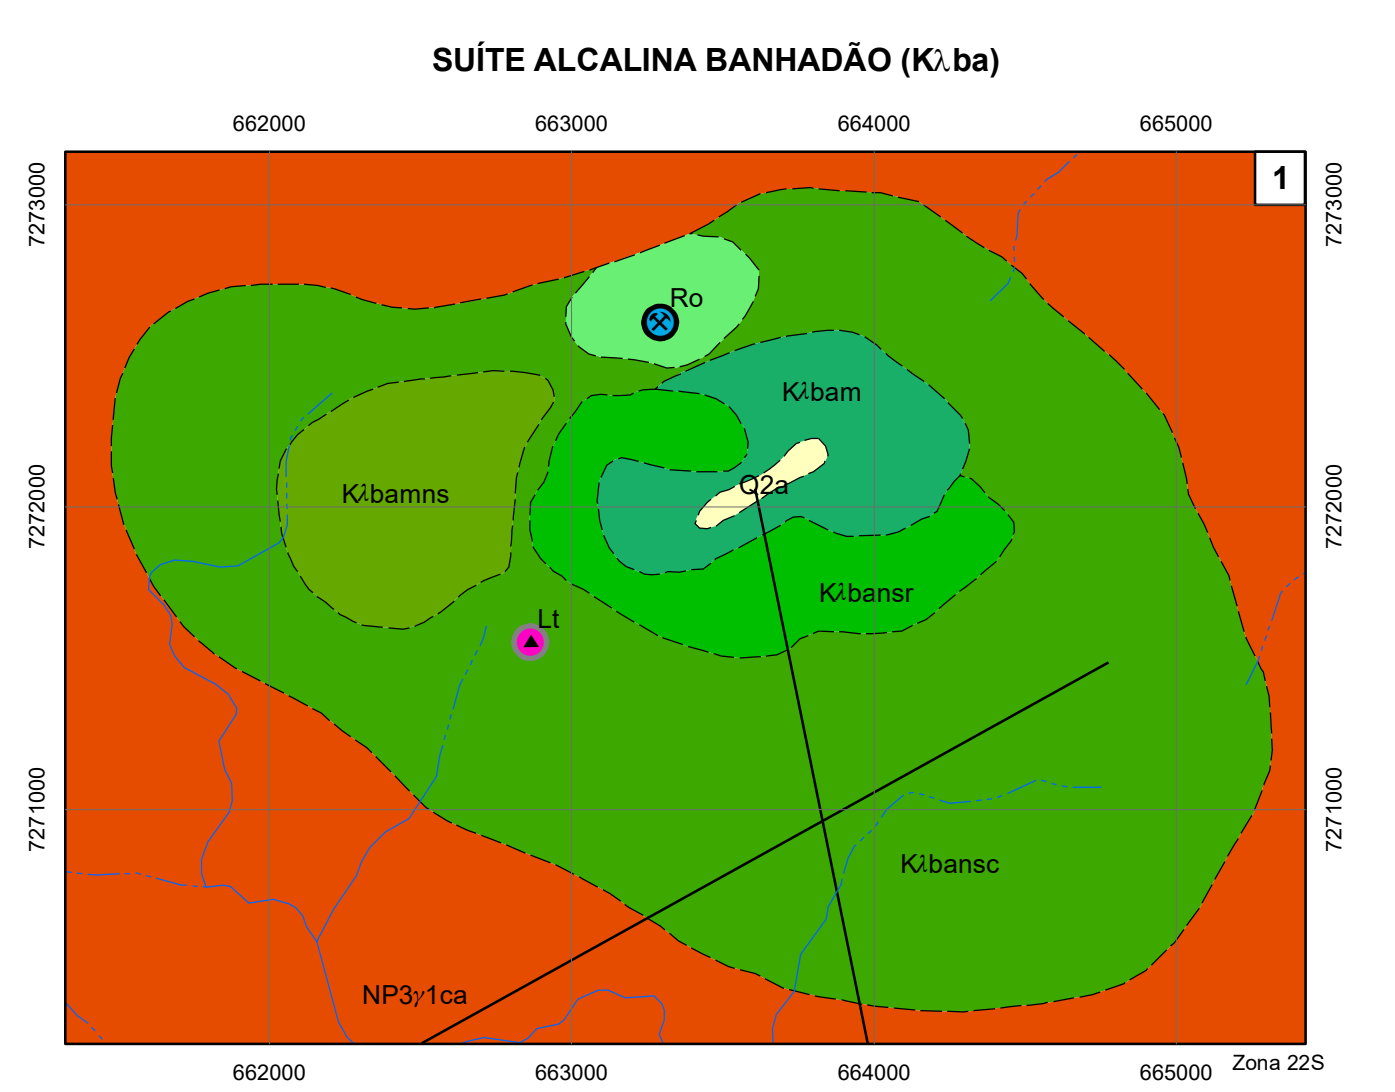 SUÍTE ALCALINA BANHADÃO (Kλba)
662000 663000 664000 665000
1
7273000 7273000
Ro
Kλbam
Kλbamns
Q2a
7272000 7272000
Kλbansr
Lt
7271000 7271000
Kλbansc
NP3γ1ca
Zona 22S
662000 663000 664000 665000